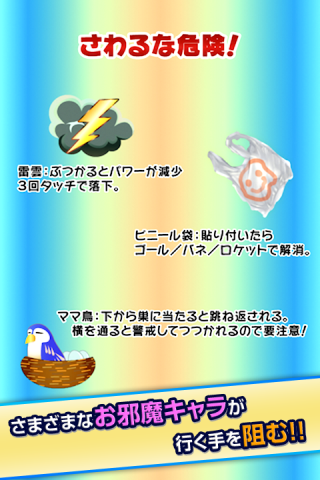 さわるな危険!
雷雲:ぶつかるとパワーが減少
3回タッチで落下。
ビニール袋:貼り付いたら
ゴール/バネ/ロケットで解消。
ママ鳥:下から巣に当たると跳ね返される。
横を通ると警戒してつつかれるので要注意!
さまざまなお邪魔キャラが
行く手を阻む!!